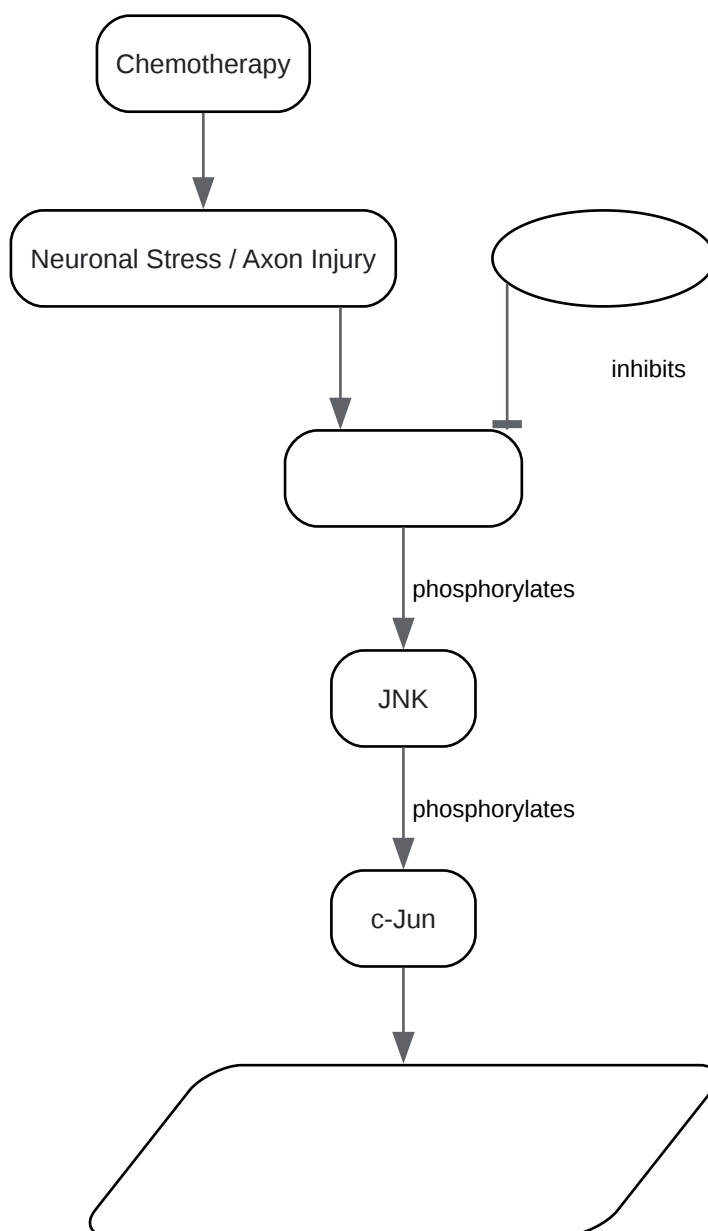 Chemotherapy
Neuronal Stress / Axon Injury
inhibits
phosphorylates
JNK
phosphorylates
c-Jun